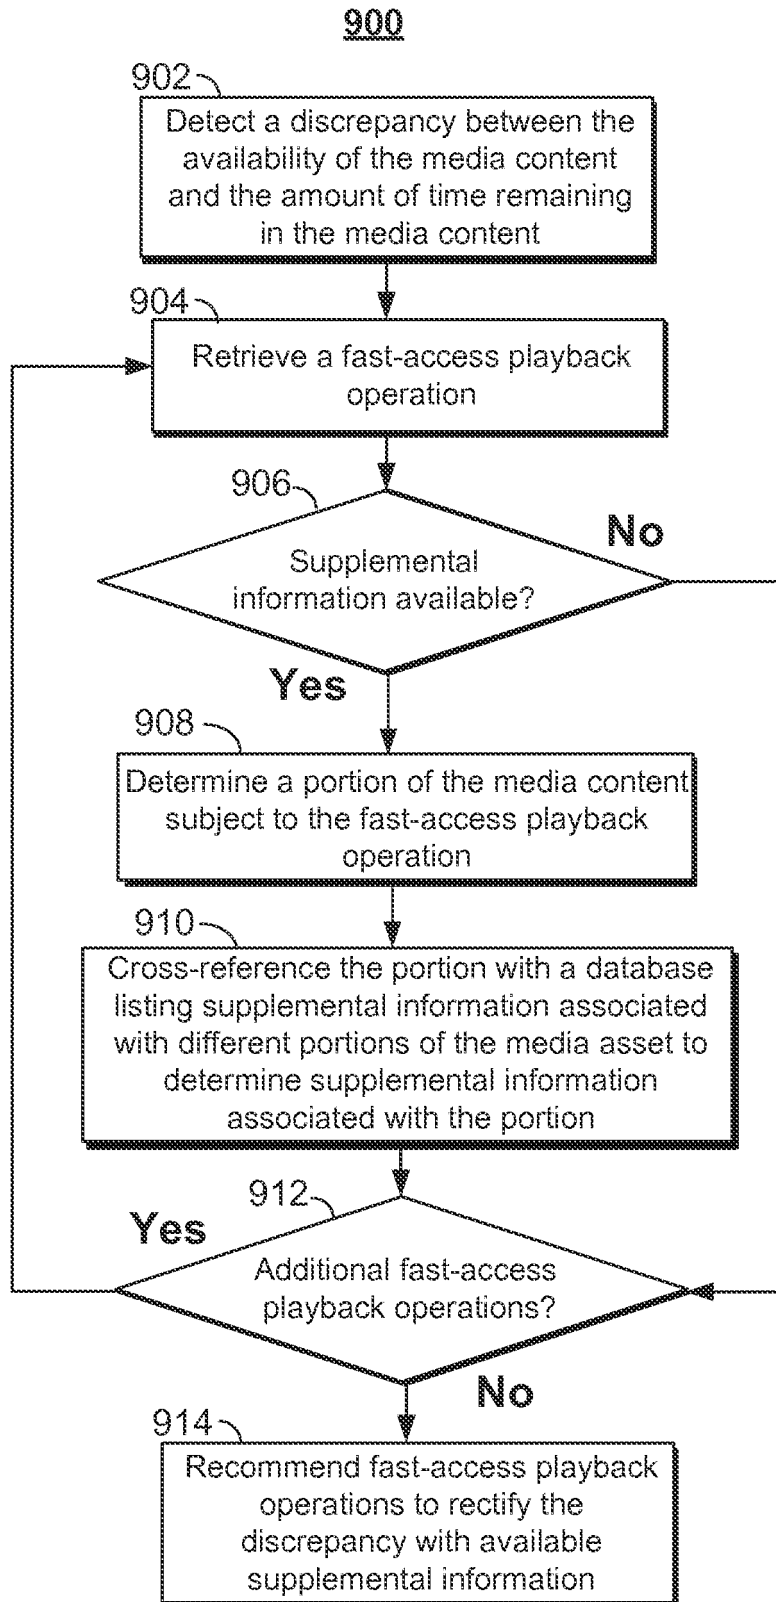 900
902
Detect a discrepancy between the
availability of the media content
and the amount of time remaining
in the media content
904
Retrieve a fast-access playback
operation
906
No
Supplemental
information available?
Yes
908
Determine a portion of the media content
subject to the fast-access playback
operation
910
Cross-reference the portion with a database
listing supplemental information associated
with different portions of the media asset to
determine supplemental information
associated with the portion
912
Yes
Additional fast-access
playback operations?
No
914
Recommend fast-access playback
operations to rectify the
discrepancy with available
supplemental information